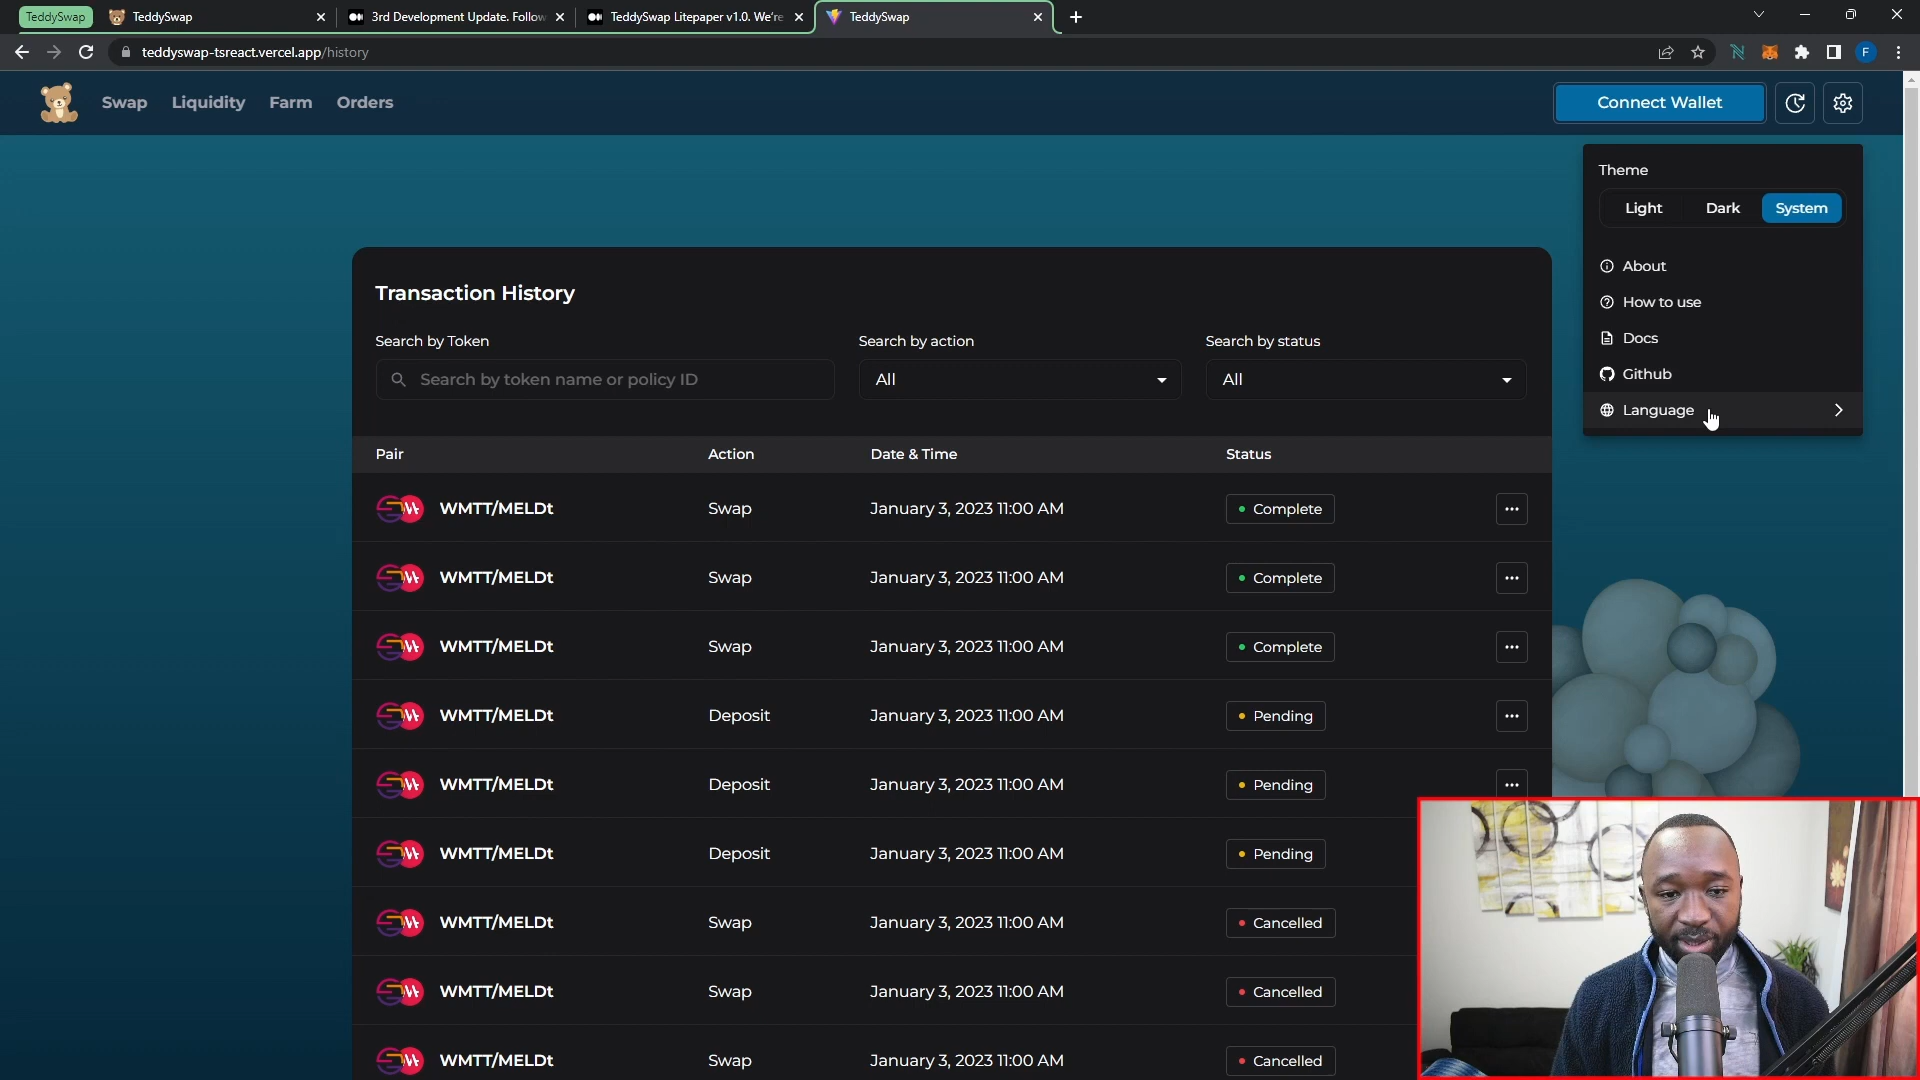 TeddySwap
TeddySwap
3rd Development Update. Follow
TeddySwap Litepaper v1.0. We're
TeddySwap
teddyswap-tsreact.vercel.app/history
F
Swap Liquidity Farm Orders
Connect Wallet
Theme
Light Dark System
About
How to use
Docs
Github
Language
Transaction History
Search by Token Search by action Search by status
Search by token name or policy ID All All
Pair Action Date & Time Status
WMTT/MELDt Swap January 3, 2023 11:00 AM Complete ...
WMTT/MELDt Swap January 3, 2023 11:00 AM Complete ...
WMTT/MELDt Swap January 3, 2023 11:00 AM Complete ...
WMTT/MELDt Deposit January 3, 2023 11:00 AM Pending ...
WMTT/MELDt Deposit January 3, 2023 11:00 AM Pending ...
WMTT/MELDt Deposit January 3, 2023 11:00 AM Pending
WMTT/MELDt Swap January 3, 2023 11:00 AM Cancelled
WMTT/MELDt Swap January 3, 2023 11:00 AM Cancelled
WMTT/MELDt Swap January 3, 2023 11:00 AM Cancelled